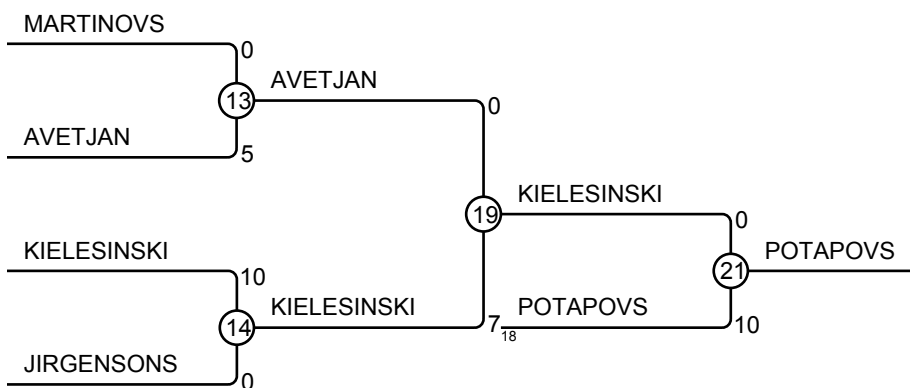 MARTINOVS
0
13
AVETJAN
0
AVETJAN
5
19
KIELESINSKI
0
KIELESINSKI
10
21
POTAPOVS
14
KIELESINSKI
7
18
POTAPOVS
10
JIRGENSONS
0